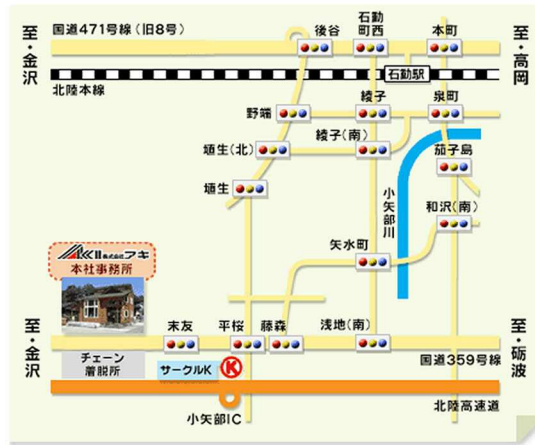 至・金沢
国道471号線（旧8号）
後谷
石動
町西
本町
至・高岡
石動駅
北陸本線
野端
綾子
泉町
埴生（北）
綾子（南）
茄子島
埴生
小矢部川
和沢（南）
矢水町
株式会社アキ
本社事務所
至・金沢
末友
平桜
藤森
浅地（南）
至・砺波
国道359号線
チェーン
着脱所
サークルK
K
北陸高速道
小矢部IC